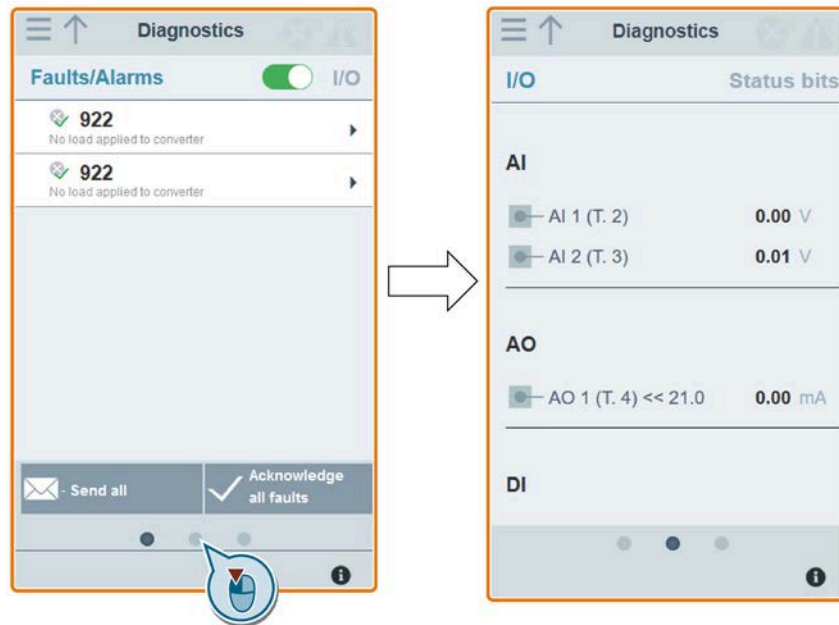 Diagnostics
Faults/Alarms I/O
922
No load applied to converter
922
No load applied to converter
- Send all
Acknowledge
all faults
Diagnostics
I/O Status bits
AI
AI 1 (T. 2) 0.00 V
AI 2 (T. 3) 0.01 V
AO
AO 1 (T. 4) << 21.0 0.00 mA
DI